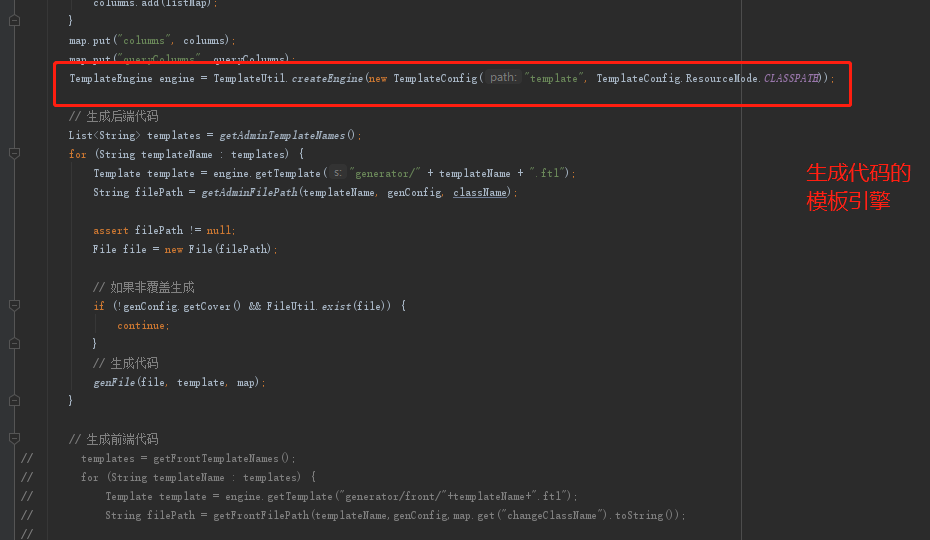 columns.add(listMap);
}
map.put("columns", columns);
map.put("queryColumns", queryColumns);
TemplateEngine engine = TemplateUtil.createEngine(new TemplateConfig( path: "template", TemplateConfig.ResourceMode.CLASSPATH));
// 生成后端代码
List<String> templates = getAdminTemplateNames();
for (String templateName : templates) {
Template template = engine.getTemplate( s: "generator/" + templateName + ".ftl");
String filePath = getAdminFilePath(templateName, genConfig, className);
生成代码的
模板引擎
assert filePath != null;
File file = new File(filePath);
// 如果非覆盖生成
if (!genConfig.getCover() && FileUtil.exist(file)) {
continue;
}
// 生成代码
genFile(file, template, map);
}
// 生成前端代码
// templates = getFrontTemplateNames();
// for (String templateName : templates) {
// Template template = engine.getTemplate("generator/front/"+templateName+".ftl");
// String filePath = getFrontFilePath(templateName,genConfig,map.get("changeClassName").toString());
//